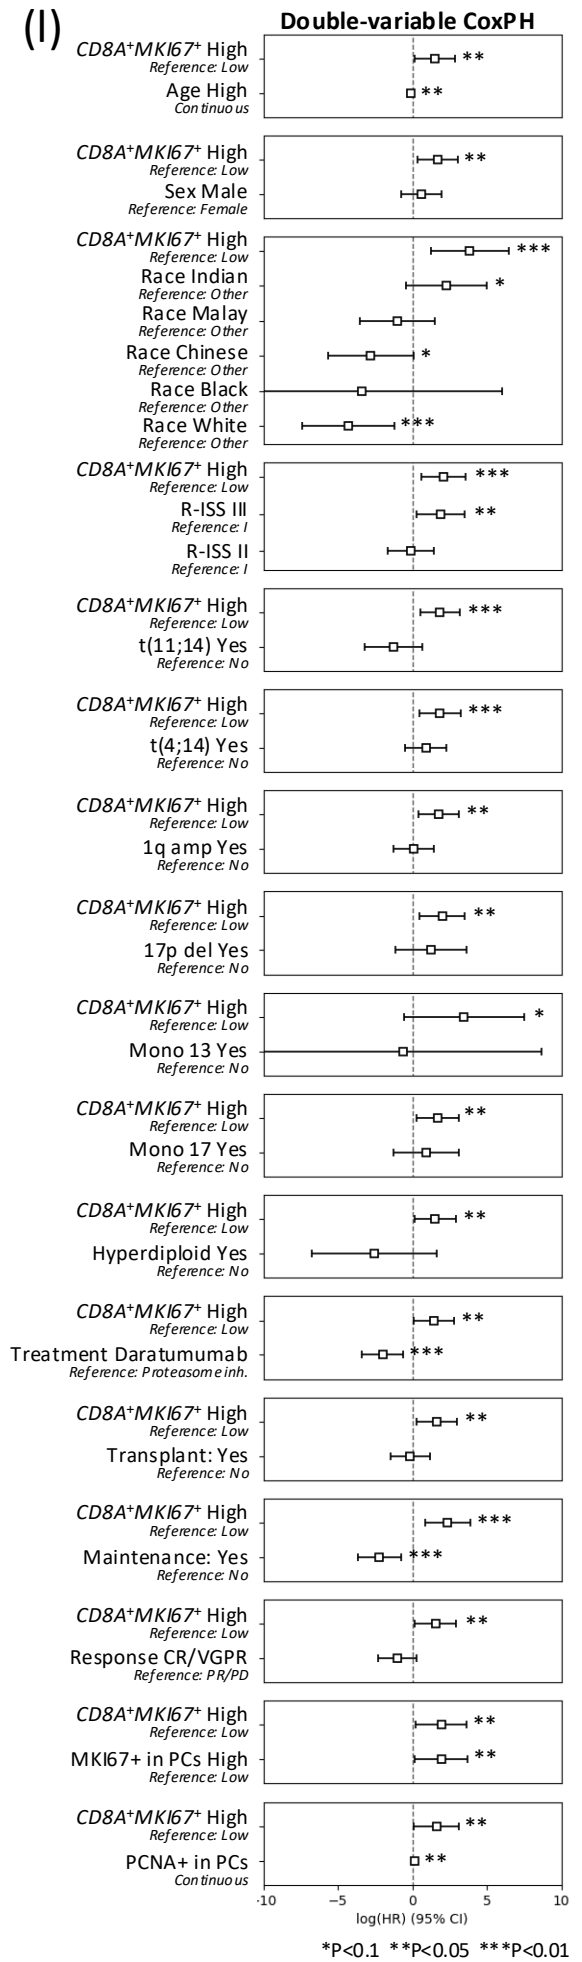 (l)
Double-variable CoxPH
CD8A⁺MKI67⁺ High
Reference: Low
**
Age High
Continuous
**
CD8A⁺MKI67⁺ High
Reference: Low
**
Sex Male
Reference: Female
CD8A⁺MKI67⁺ High
Reference: Low
***
Race Indian
Reference: Other
*
Race Malay
Reference: Other
Race Chinese
Reference: Other
*
Race Black
Reference: Other
Race White
Reference: Other
***
CD8A⁺MKI67⁺ High
Reference: Low
***
R-ISS III
Reference: I
**
R-ISS II
Reference: I
CD8A⁺MKI67⁺ High
Reference: Low
***
t(11;14) Yes
Reference: No
CD8A⁺MKI67⁺ High
Reference: Low
***
t(4;14) Yes
Reference: No
CD8A⁺MKI67⁺ High
Reference: Low
**
1q amp Yes
Reference: No
CD8A⁺MKI67⁺ High
Reference: Low
**
17p del Yes
Reference: No
CD8A⁺MKI67⁺ High
Reference: Low
*
Mono 13 Yes
Reference: No
CD8A⁺MKI67⁺ High
Reference: Low
**
Mono 17 Yes
Reference: No
CD8A⁺MKI67⁺ High
Reference: Low
**
Hyperdiploid Yes
Reference: No
CD8A⁺MKI67⁺ High
Reference: Low
**
Treatment Daratumumab
Reference: Proteasome inh.
***
CD8A⁺MKI67⁺ High
Reference: Low
**
Transplant: Yes
Reference: No
CD8A⁺MKI67⁺ High
Reference: Low
***
Maintenance: Yes
Reference: No
***
CD8A⁺MKI67⁺ High
Reference: Low
**
Response CR/VGPR
Reference: PR/PD
CD8A⁺MKI67⁺ High
Reference: Low
**
MKI67+ in PCs High
Reference: Low
**
CD8A⁺MKI67⁺ High
Reference: Low
**
PCNA+ in PCs
Continuous
**
-10 −5 0 5 10
log(HR) (95% CI)
*P<0.1 **P<0.05 ***P<0.01